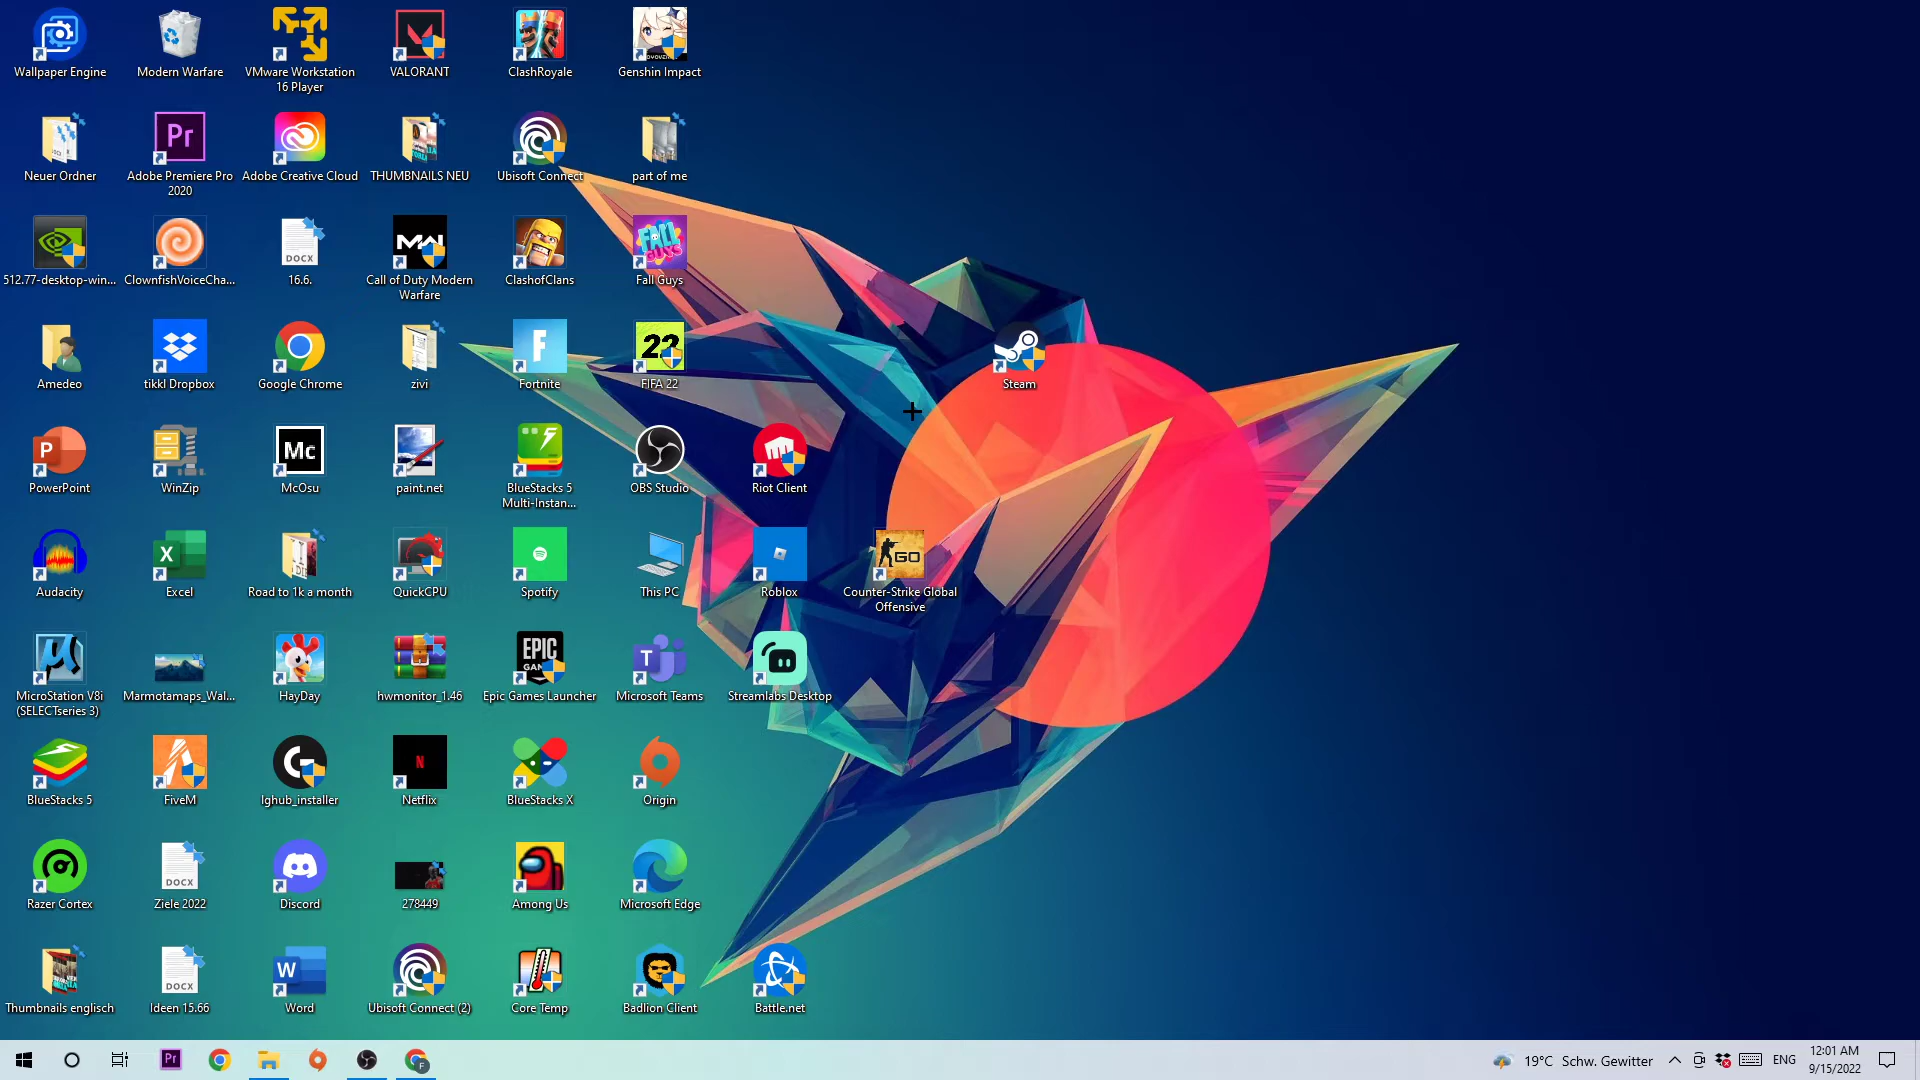 Wallpaper Engine
Modern Warfare
VMware Workstation
16 Player
VALORANT
ClashRoyale
Genshin Impact
Neuer Ordner
Adobe Premiere Pro
2020
Adobe Creative Cloud
THUMBNAILS NEU
Ubisoft Connect
part of me
512.77-desktop-win...
ClownfishVoiceCha...
16.6.
Call of Duty Modern
Warfare
ClashofClans
Fall Guys
Amedeo
tikkl Dropbox
Google Chrome
zivi
Fortnite
FIFA 22
Steam
PowerPoint
WinZip
McOsu
paint.net
BlueStacks 5
Multi-Instan...
OBS Studio
Riot Client
Audacity
Excel
Road to 1k a month
QuickCPU
Spotify
This PC
Roblox
Counter-Strike Global
Offensive
MicroStation V8i
(SELECTseries 3)
Marmotamaps_Wal...
HayDay
hwmonitor_1.46
Epic Games Launcher
Microsoft Teams
Streamlabs Desktop
BlueStacks 5
FiveM
lghub_installer
Netflix
BlueStacks X
Origin
Razer Cortex
Ziele 2022
Discord
278449
Among Us
Microsoft Edge
Thumbnails englisch
Ideen 15.66
Word
Ubisoft Connect (2)
Core Temp
Badlion Client
Battle.net
19°C Schw. Gewitter
ENG
12:01 AM
9/15/2022